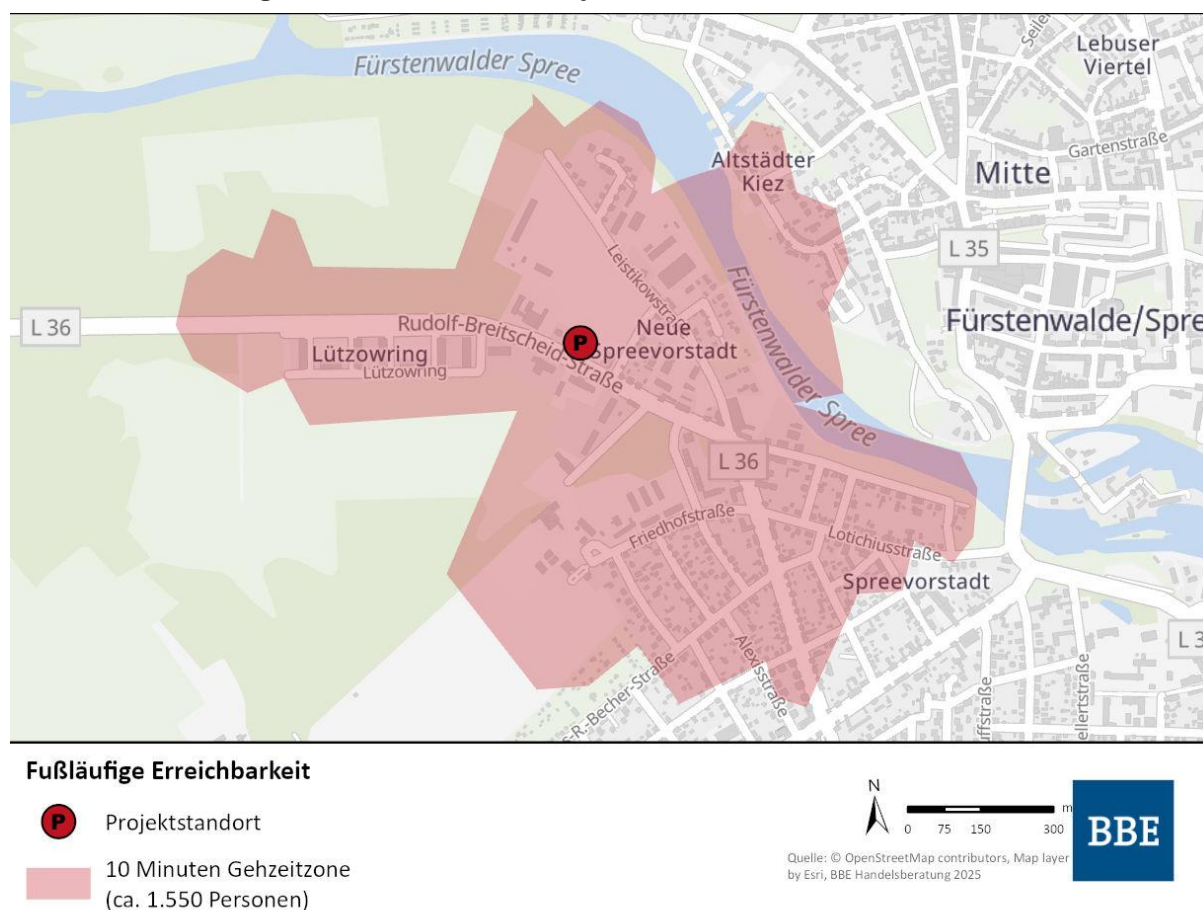 Fürstenwalder Spree
Lebuser
Viertel
Gartenstraße
Altstädter
Kiez
Mitte
L 35
Leistikowstraße
Fürstenwalder Spree
L 36
Rudolf-Breitscheid-Straße
P
Neue
Spreevorstadt
Fürstenwalde/Spre
Lützowring
Lützowring
L 36
Friedhofstraße
Lotichiusstraße
Spreevorstadt
Alexisstraße
s-R.-Becher-Straße
L 3
Fußläufige Erreichbarkeit
P Projektstandort
10 Minuten Gehzeitzone
(ca. 1.550 Personen)
N
m
0 75 150 300
Quelle: © OpenStreetMap contributors, Map layer
by Esri, BBE Handelsberatung 2025
BBE